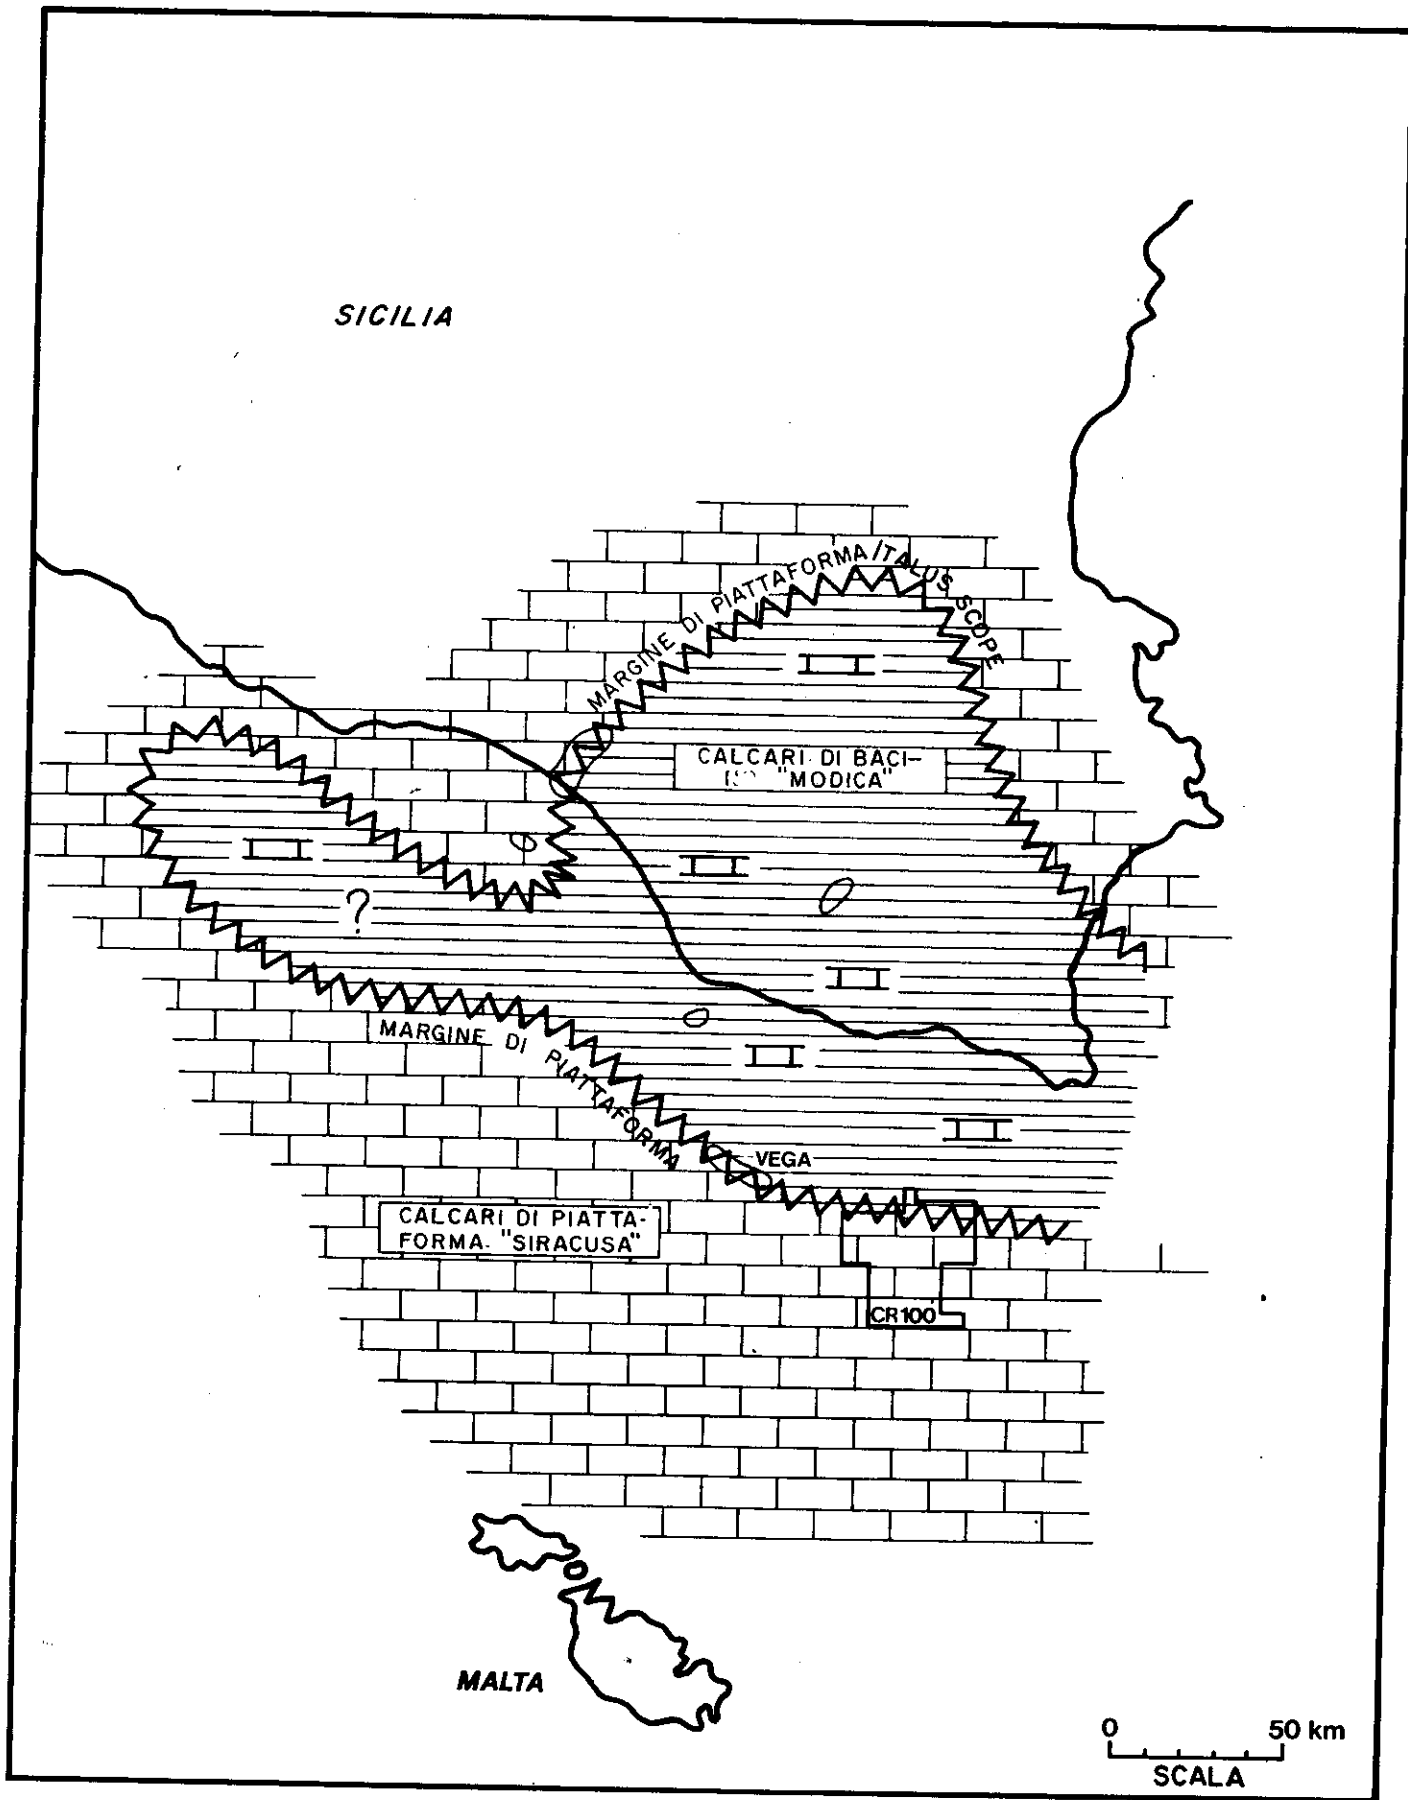 SICILIA
MARGINE DI PIATTAFORMA/TALUS SCOPE
CALCARI DI BACI-
"MODICA"
?
MARGINE DI PIATTAFORMA
VEGA
CALCARI DI PIATTA-
FORMA "SIRACUSA"
CR100
MALTA
0 50 km
SCALA